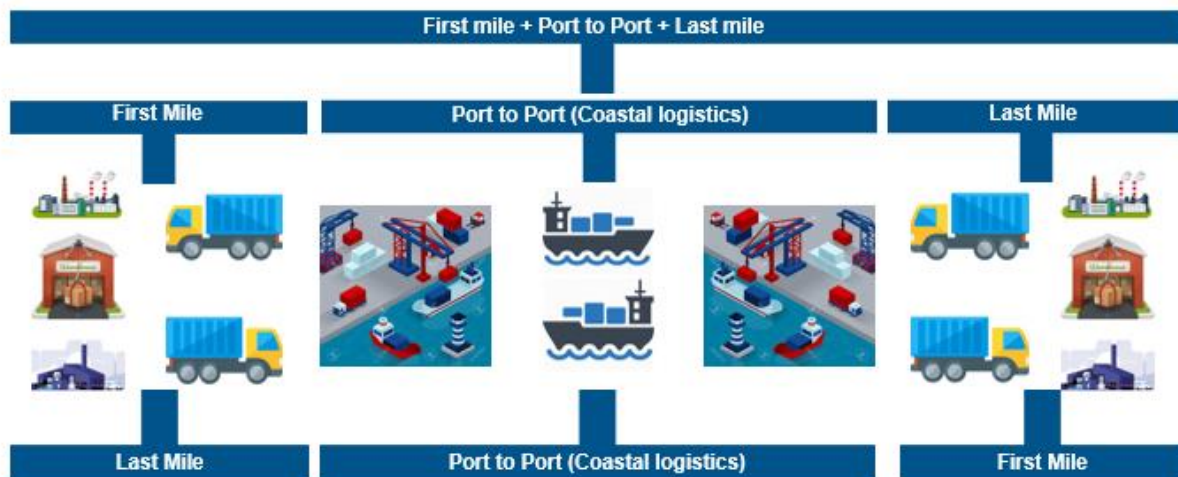 First mile + Port to Port + Last mile
First Mile
Port to Port (Coastal logistics)
Last Mile
Last Mile
Port to Port (Coastal logistics)
First Mile